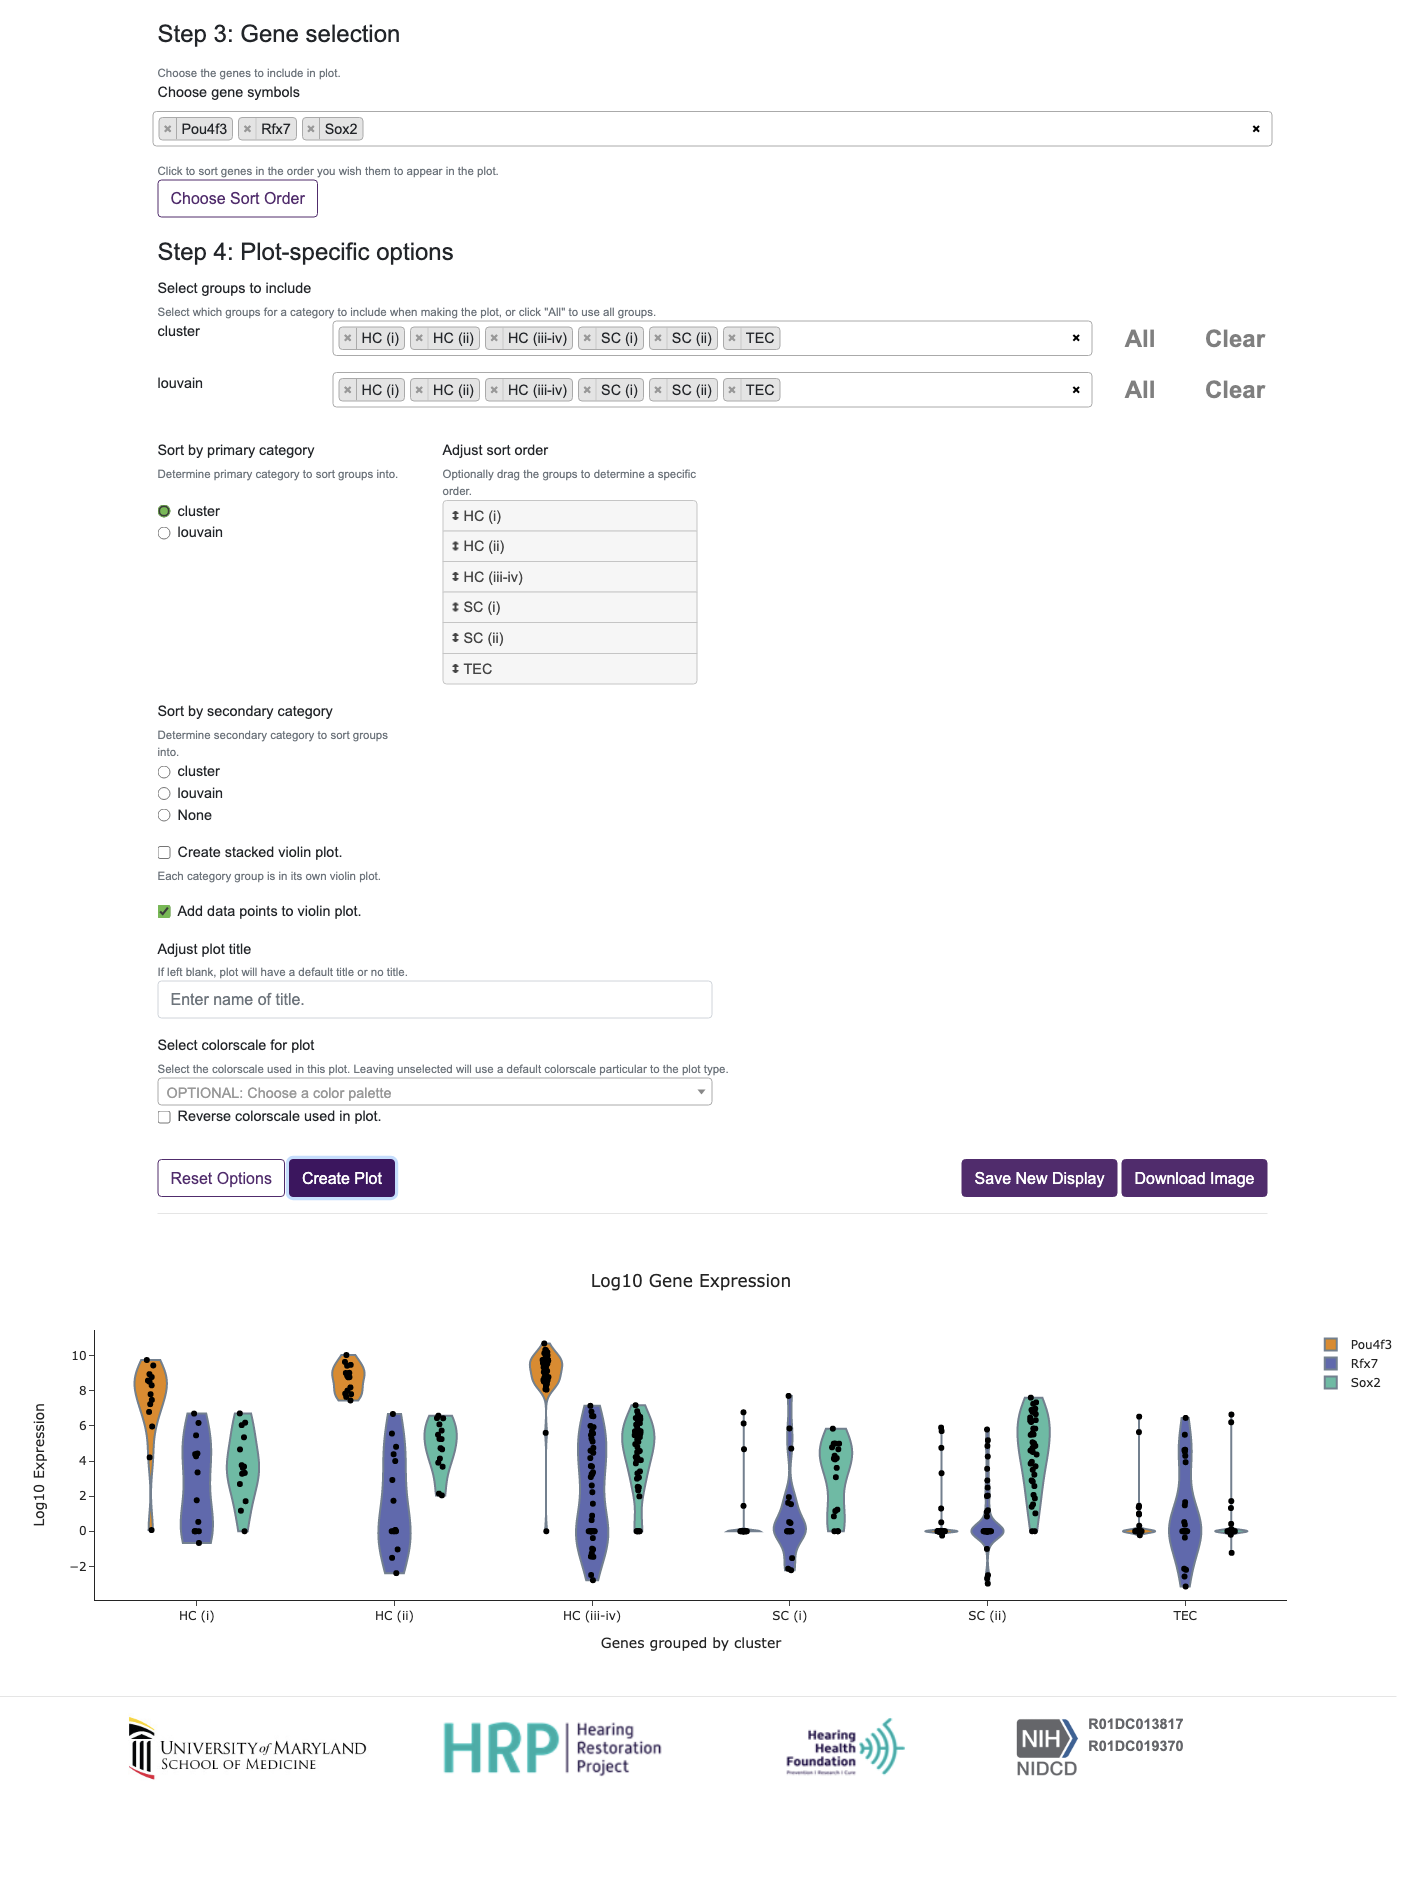 Step 3: Gene selection
Choose the genes to include in plot.
Choose gene symbols
× Pou4f3 × Rfx7 × Sox2 ×
Click to sort genes in the order you wish them to appear in the plot.
Choose Sort Order
Step 4: Plot-specific options
Select groups to include
Select which groups for a category to include when making the plot, or click "All" to use all groups.
cluster × HC (i) × HC (ii) × HC (iii-iv) × SC (i) × SC (ii) × TEC × All Clear
louvain × HC (i) × HC (ii) × HC (iii-iv) × SC (i) × SC (ii) × TEC × All Clear
Sort by primary category
Determine primary category to sort groups into.
cluster
louvain
Adjust sort order
Optionally drag the groups to determine a specific
order.
HC (i)
HC (ii)
HC (iii-iv)
SC (i)
SC (ii)
TEC
Sort by secondary category
Determine secondary category to sort groups
into.
cluster
louvain
None
Create stacked violin plot.
Each category group is in its own violin plot.
Add data points to violin plot.
Adjust plot title
If left blank, plot will have a default title or no title.
Enter name of title.
Select colorscale for plot
Select the colorscale used in this plot. Leaving unselected will use a default colorscale particular to the plot type.
OPTIONAL: Choose a color palette
Reverse colorscale used in plot.
Reset Options Create Plot Save New Display Download Image
Log10 Gene Expression
Log10 Expression
10
8
6
4
2
0
−2
HC (i) HC (ii) HC (iii-iv) SC (i) SC (ii) TEC
Genes grouped by cluster
Pou4f3
Rfx7
Sox2
UNIVERSITY of MARYLAND
SCHOOL OF MEDICINE
HRP
Hearing
Restoration
Project
Hearing
Health
Foundation
Prevention | Research | Cure
NIH
NIDCD
R01DC013817
R01DC019370